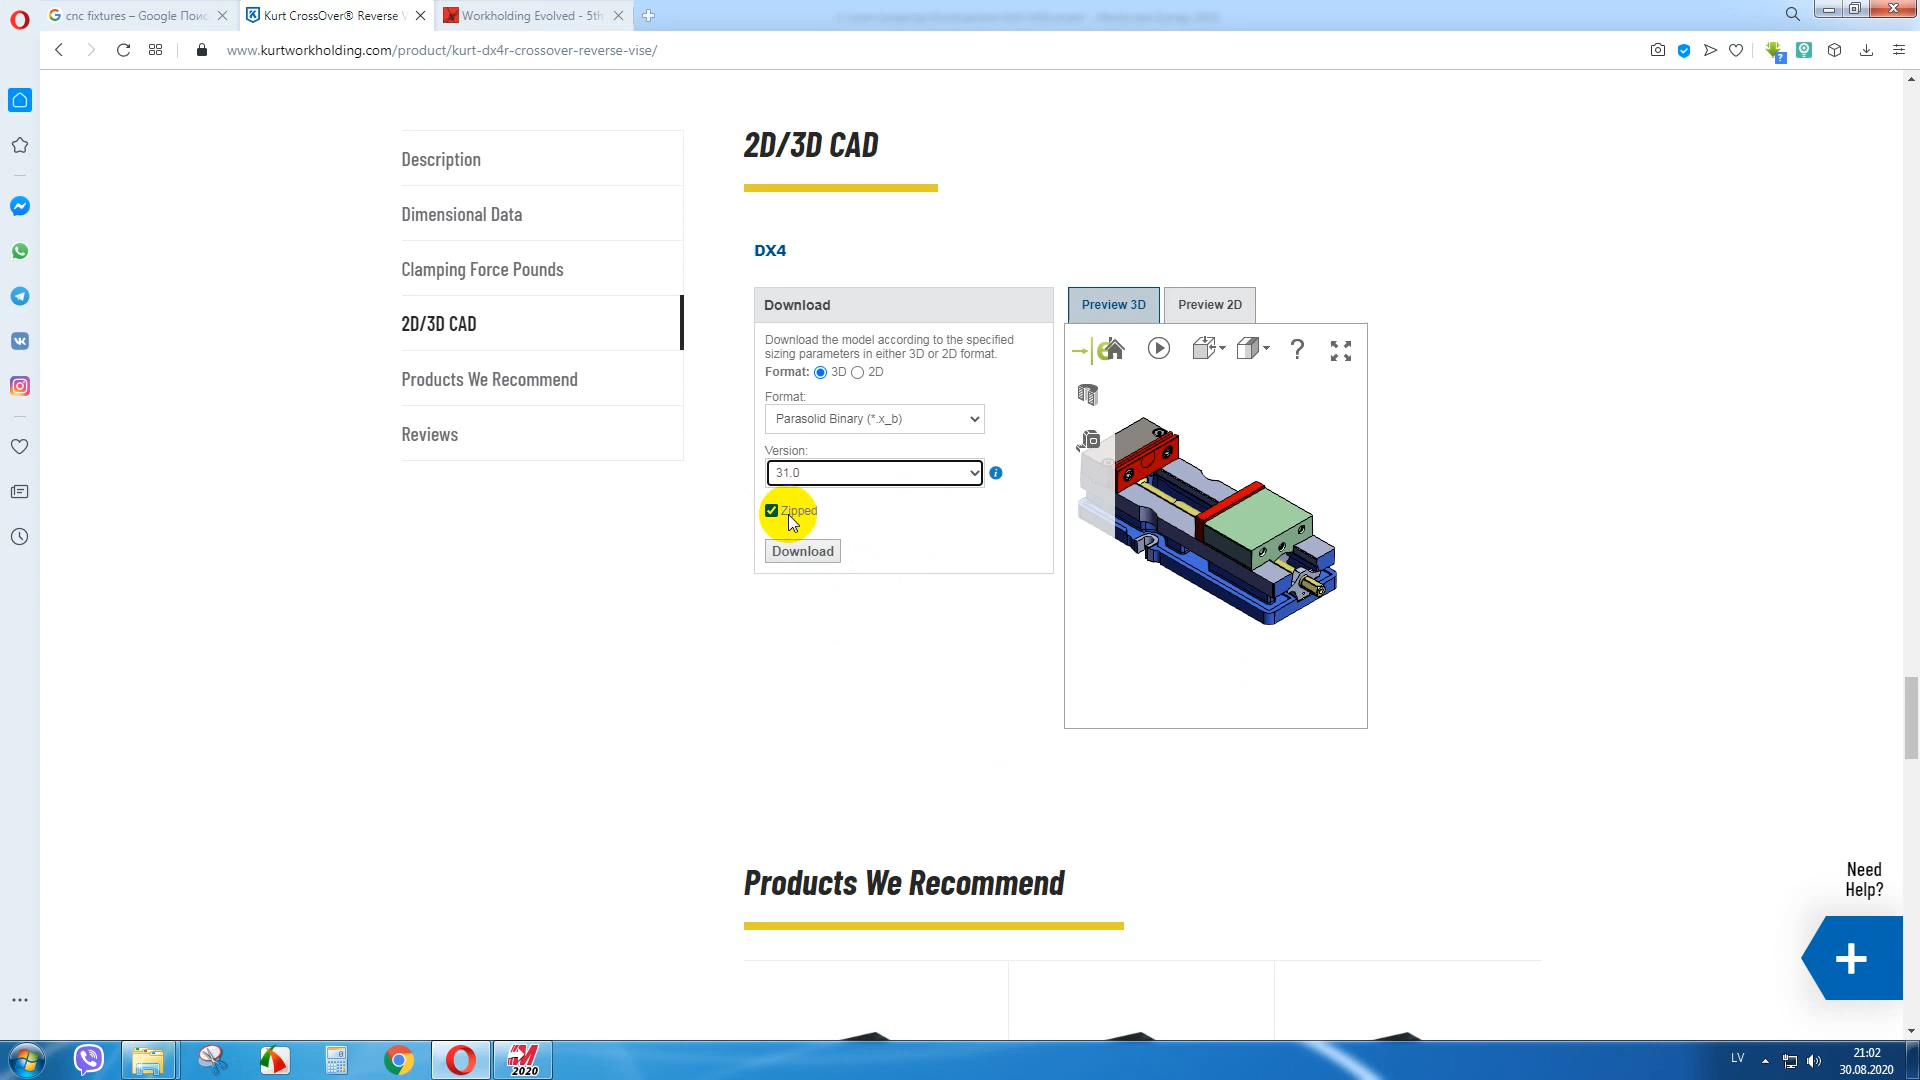 cnc fixtures – Google Поис
Kurt CrossOver® Reverse V
Workholding Evolved - 5th
www.kurtworkholding.com/product/kurt-dx4r-crossover-reverse-vise/
Description
Dimensional Data
Clamping Force Pounds
2D/3D CAD
Products We Recommend
Reviews
2D/3D CAD
DX4
Download
Download the model according to the specified
sizing parameters in either 3D or 2D format.
Format: 3D 2D
Format:
Parasolid Binary (*.x_b)
Version:
31.0
Zipped
Download
Preview 3D
Preview 2D
Products We Recommend
Need
Help?
2020
LV
21:02
30.08.2020